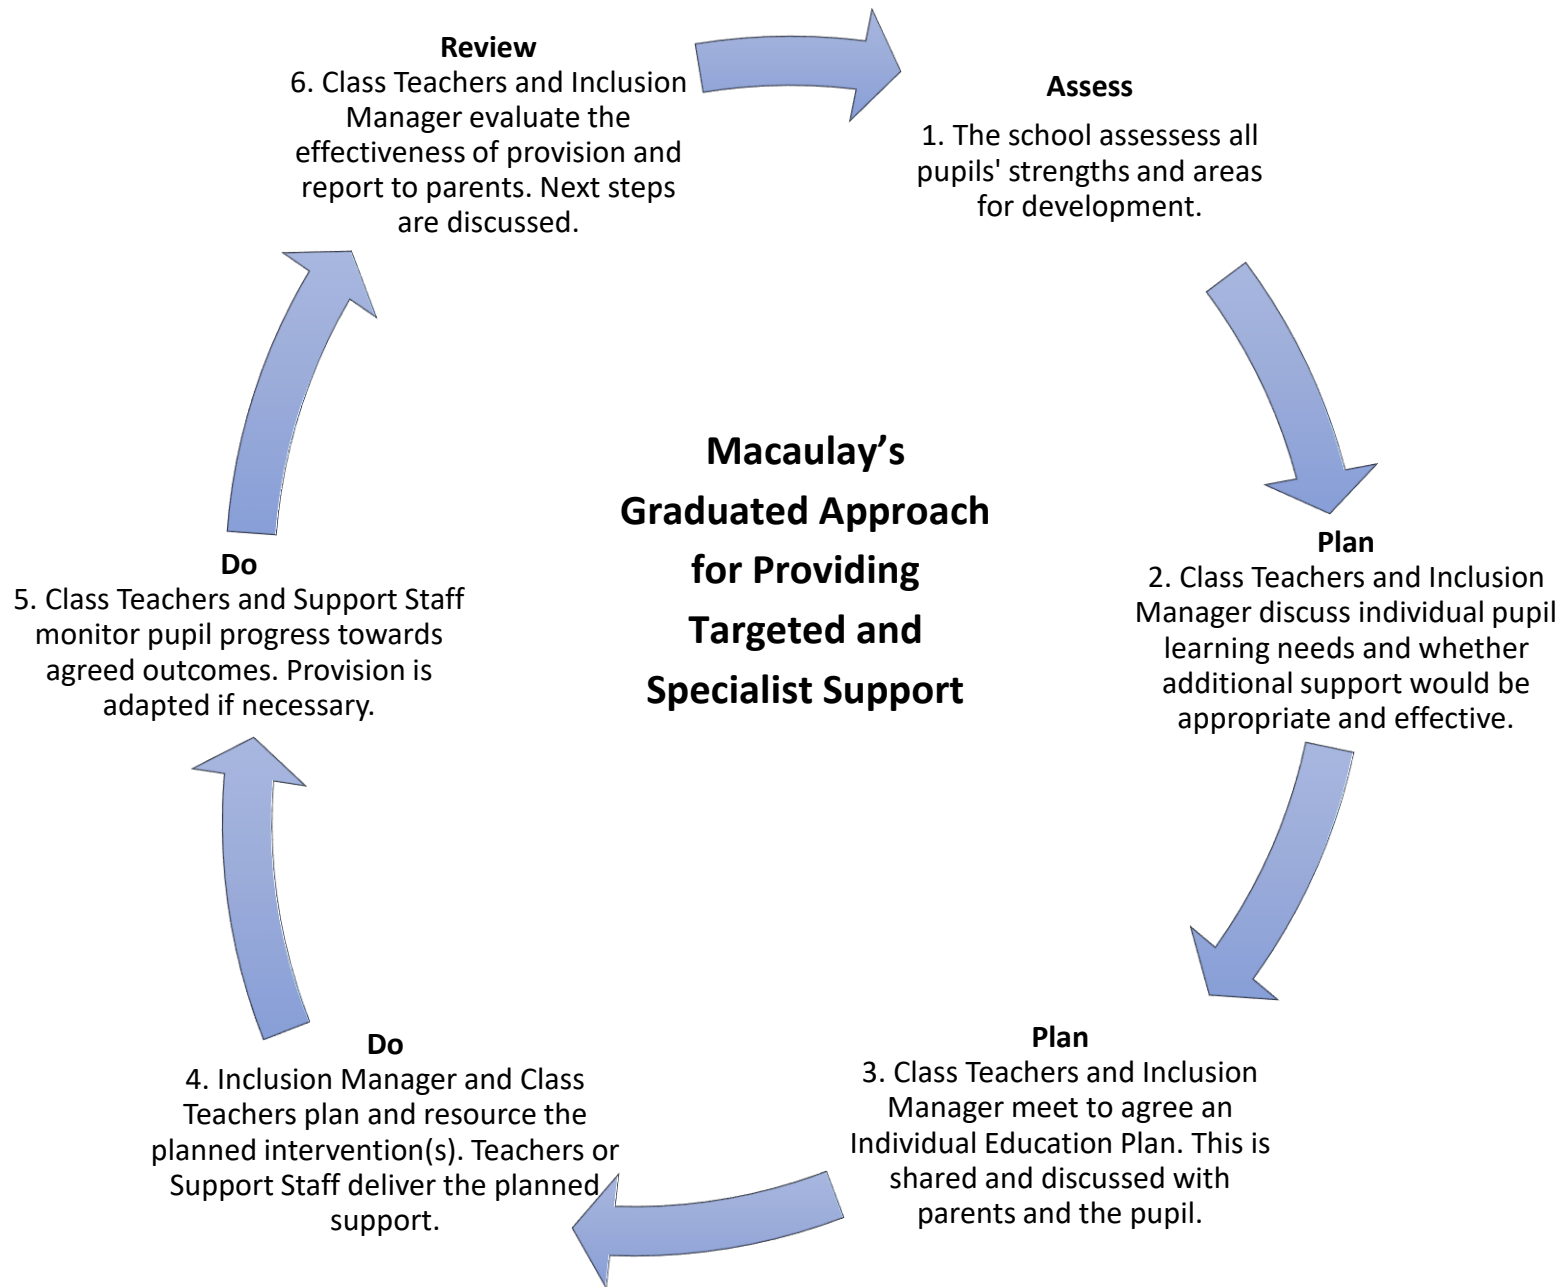 Review
6. Class Teachers and Inclusion
Manager evaluate the
effectiveness of provision and
report to parents. Next steps
are discussed.
Assess
1. The school assessess all
pupils' strengths and areas
for development.
Macaulay’s
Graduated Approach
for Providing
Targeted and
Specialist Support
Plan
2. Class Teachers and Inclusion
Manager discuss individual pupil
learning needs and whether
additional support would be
appropriate and effective.
Do
5. Class Teachers and Support Staff
monitor pupil progress towards
agreed outcomes. Provision is
adapted if necessary.
Plan
3. Class Teachers and Inclusion
Manager meet to agree an
Individual Education Plan. This is
shared and discussed with
parents and the pupil.
Do
4. Inclusion Manager and Class
Teachers plan and resource the
planned intervention(s). Teachers or
Support Staff deliver the planned
support.